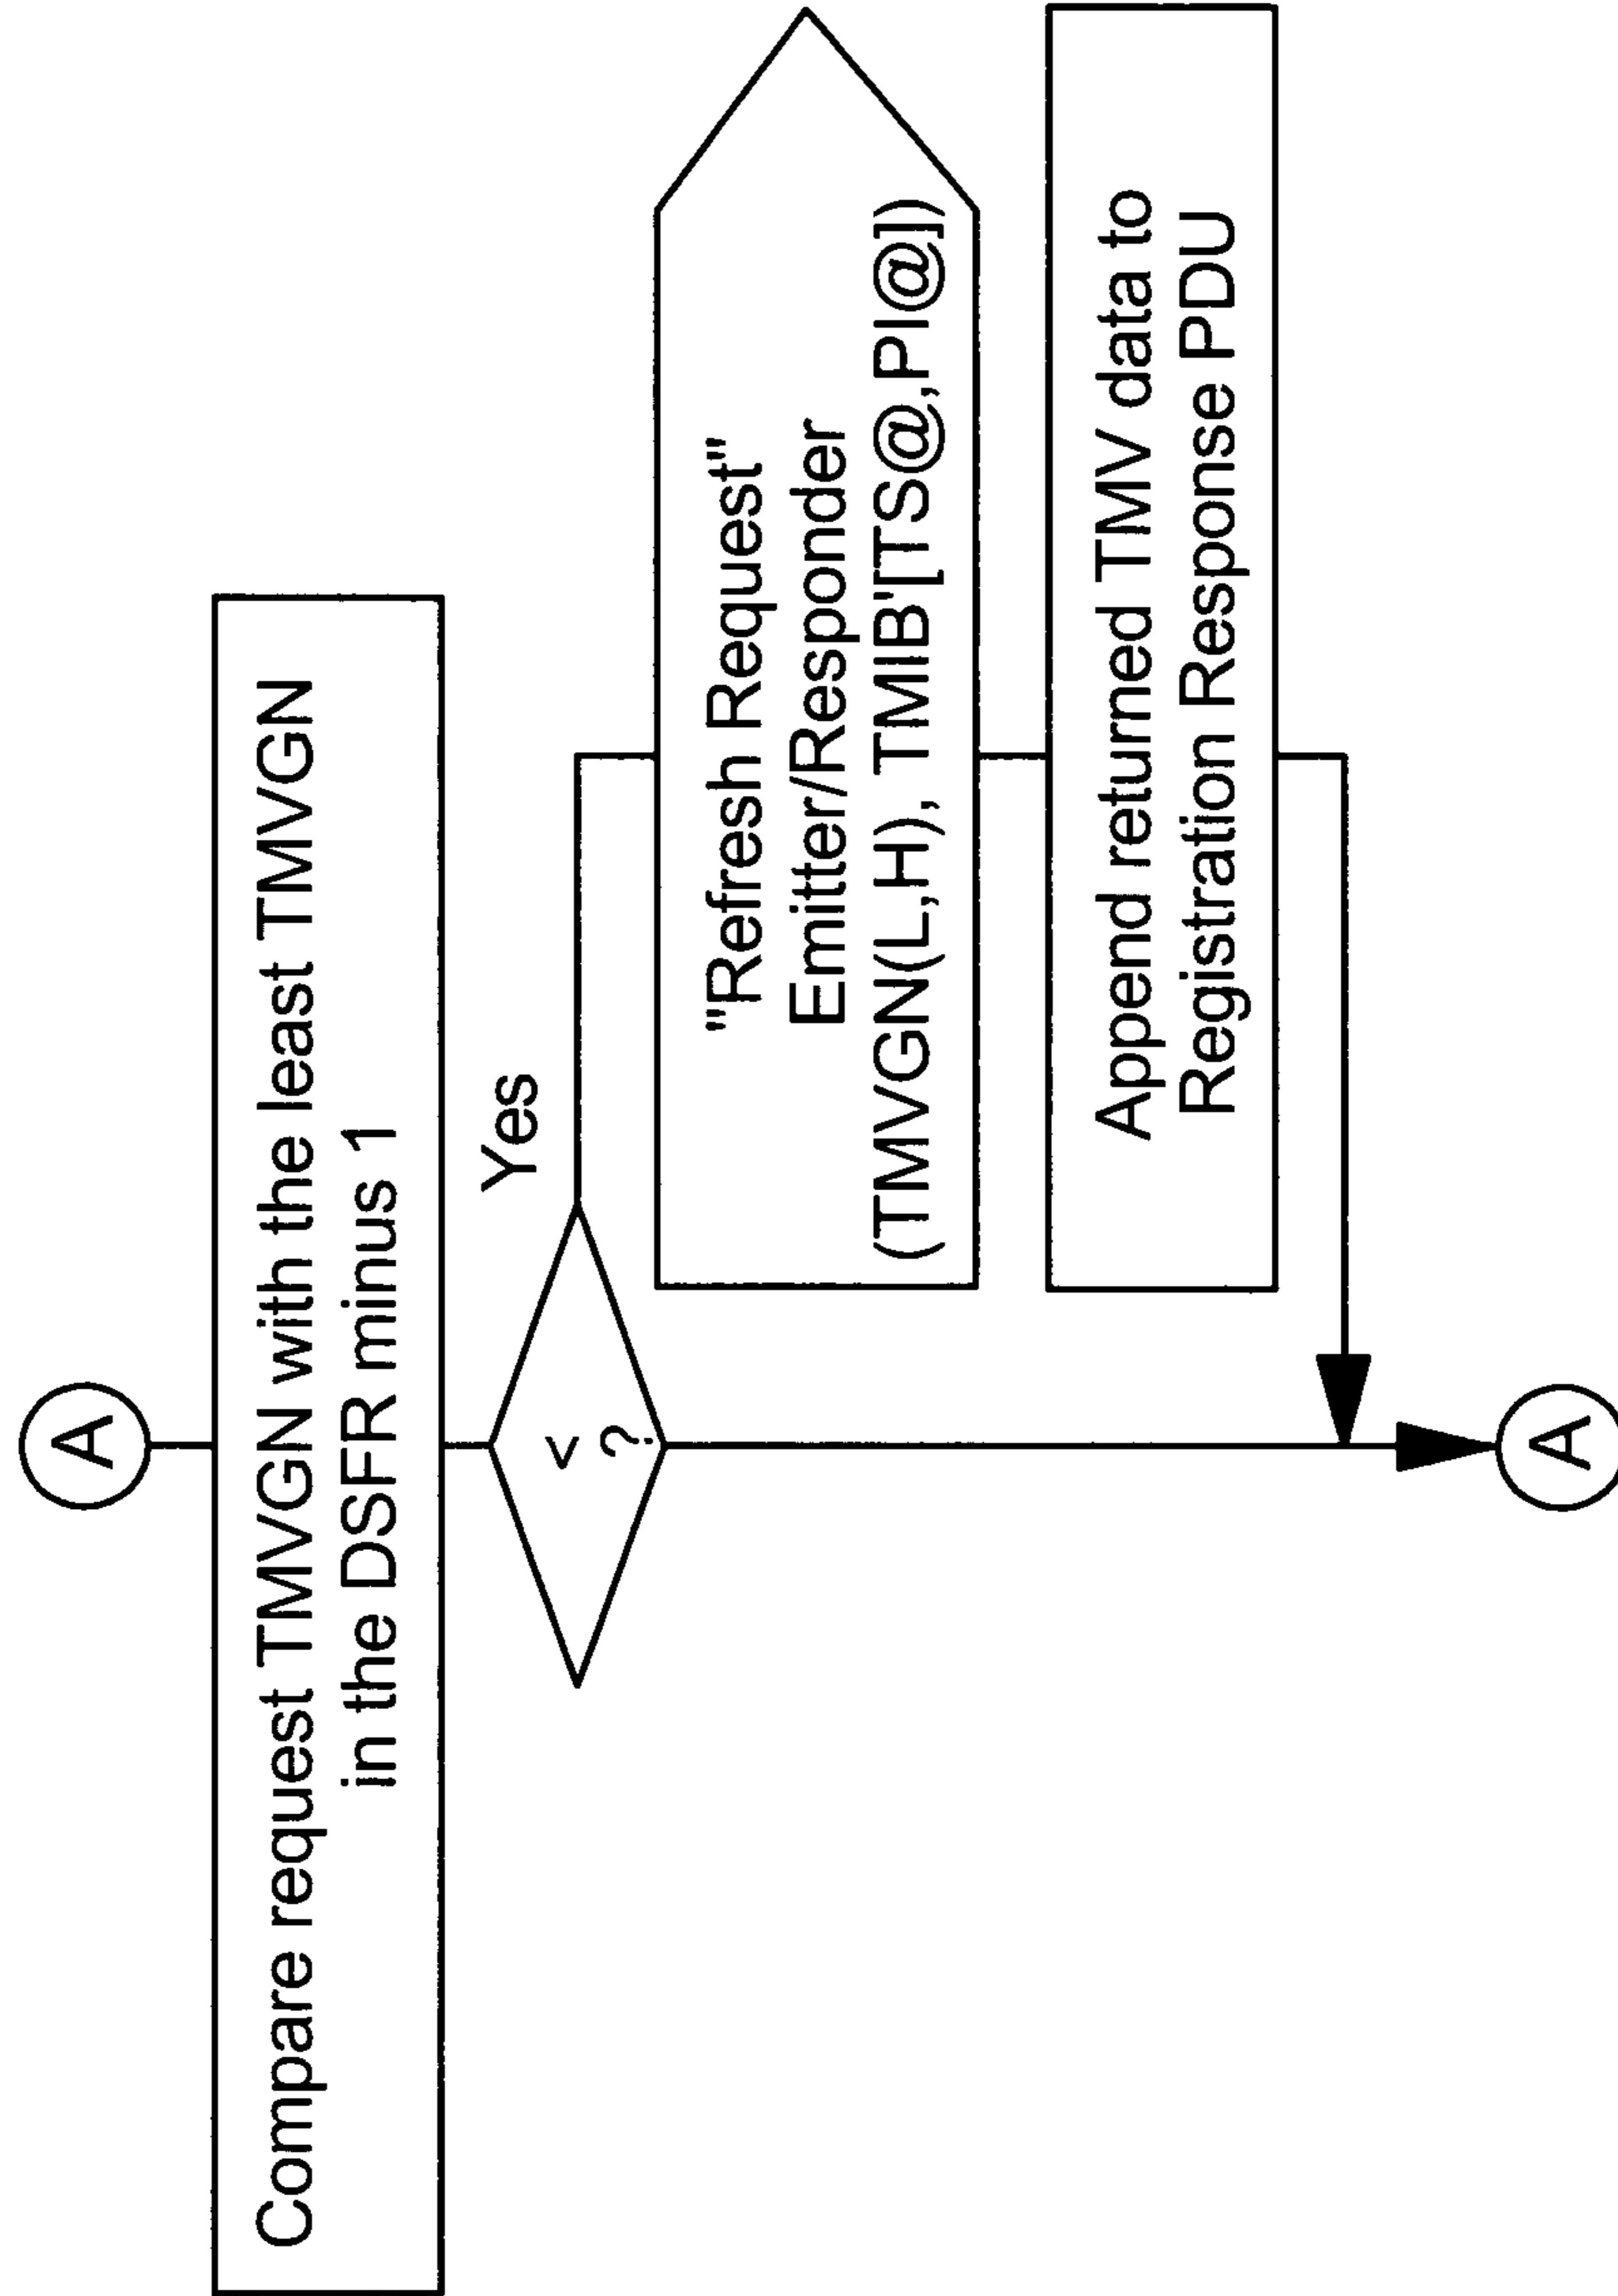 A
Compare request TMVGN with the least TMVGN
in the DSFR minus 1
Yes
<
?
"Refresh Request"
Emitter/Responder
(TMVGN(L,H), TMIB'[TS@,PI@])
Append returned TMV data to
Registration Response PDU
A